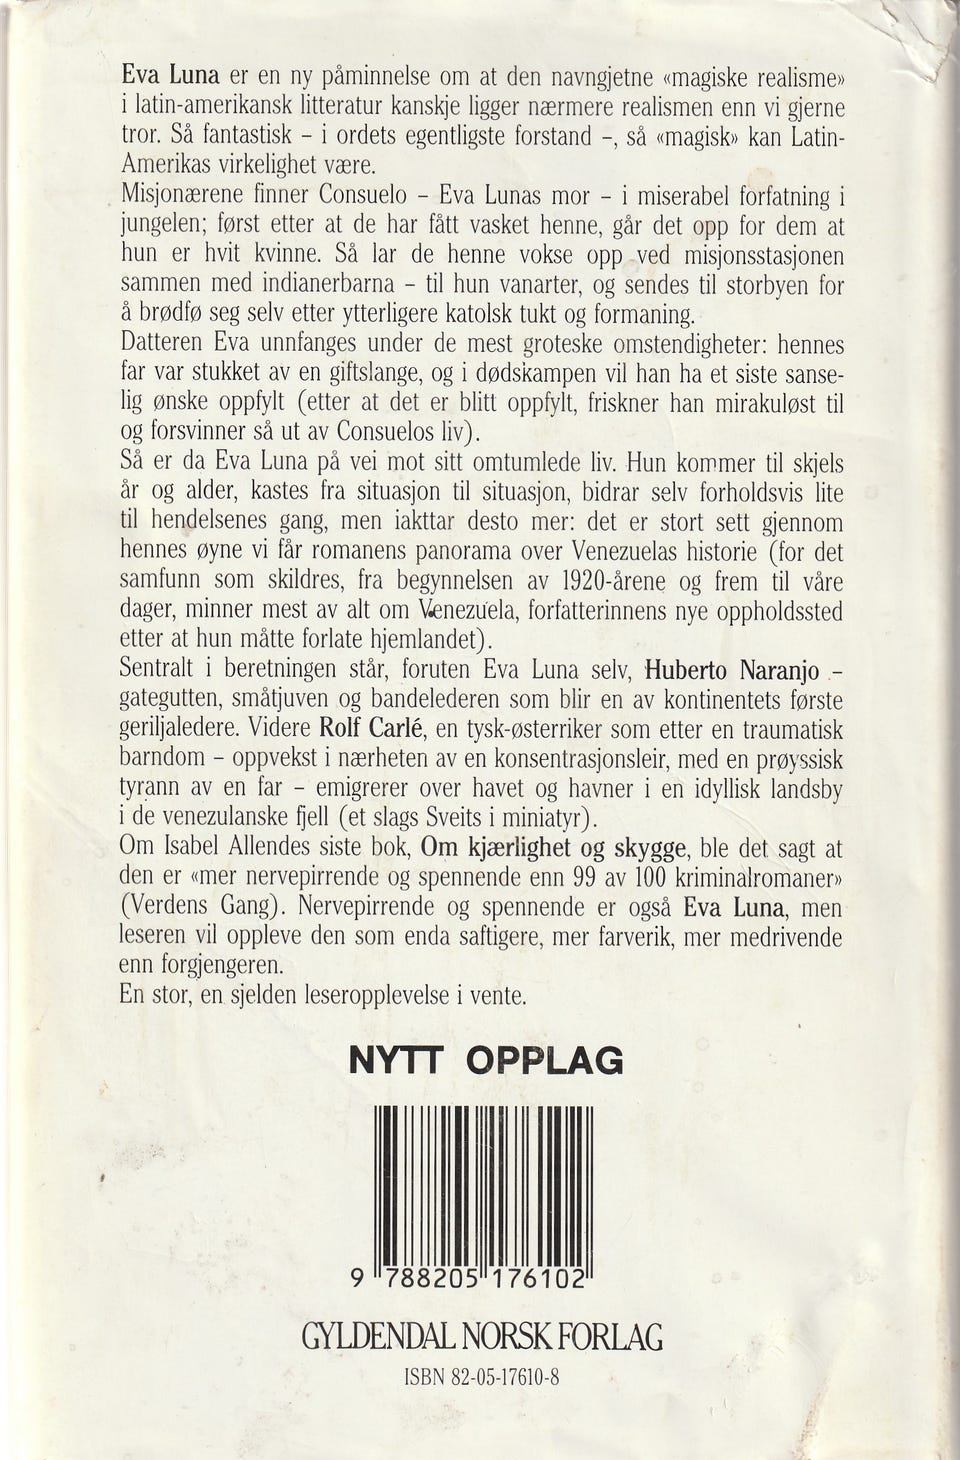 Eva Luna er en ny påminnelse om at den navngjetne «magiske realisme»
i latin-amerikansk litteratur kanskje ligger nærmere realismen enn vi gjerne
tror. Så fantastisk – i ordets egentligste forstand –, så «magisk» kan Latin-
Amerikas virkelighet være.
Misjonærene finner Consuelo – Eva Lunas mor – i miserabel forfatning i
jungelen; først etter at de har fått vasket henne, går det opp for dem at
hun er hvit kvinne. Så lar de henne vokse opp ved misjonsstasjonen
sammen med indianerbarna – til hun vanarter, og sendes til storbyen for
å brødfø seg selv etter ytterligere katolsk tukt og formaning.
Datteren Eva unnfanges under de mest groteske omstendigheter: hennes
far var stukket av en giftslange, og i dødskampen vil han ha et siste sanse-
lig ønske oppfylt (etter at det er blitt oppfylt, friskner han mirakuløst til
og forsvinner så ut av Consuelos liv).
Så er da Eva Luna på vei mot sitt omtumlede liv. Hun kommer til skjels
år og alder, kastes fra situasjon til situasjon, bidrar selv forholdsvis lite
til hendelsenes gang, men iakttar desto mer: det er stort sett gjennom
hennes øyne vi får romanens panorama over Venezuelas historie (for det
samfunn som skildres, fra begynnelsen av 1920-årene og frem til våre
dager, minner mest av alt om Venezuela, forfatterinnens nye oppholdssted
etter at hun måtte forlate hjemlandet).
Sentralt i beretningen står, foruten Eva Luna selv, Huberto Naranjo –
gategutten, småtjuven og bandelederen som blir en av kontinentets første
geriljaledere. Videre Rolf Carlé, en tysk-østerriker som etter en traumatisk
barndom – oppvekst i nærheten av en konsentrasjonsleir, med en prøyssisk
tyrann av en far – emigrerer over havet og havner i en idyllisk landsby
i de venezulanske fjell (et slags Sveits i miniatyr).
Om Isabel Allendes siste bok, Om kjærlighet og skygge, ble det sagt at
den er «mer nervepirrende og spennende enn 99 av 100 kriminalromaner»
(Verdens Gang). Nervepirrende og spennende er også Eva Luna, men
leseren vil oppleve den som enda saftigere, mer farverik, mer medrivende
enn forgjengeren.
En stor, en sjelden leseropplevelse i vente.
NYTT OPPLAG
9 788205 176102
GYLDENDAL NORSK FORLAG
ISBN 82-05-17610-8